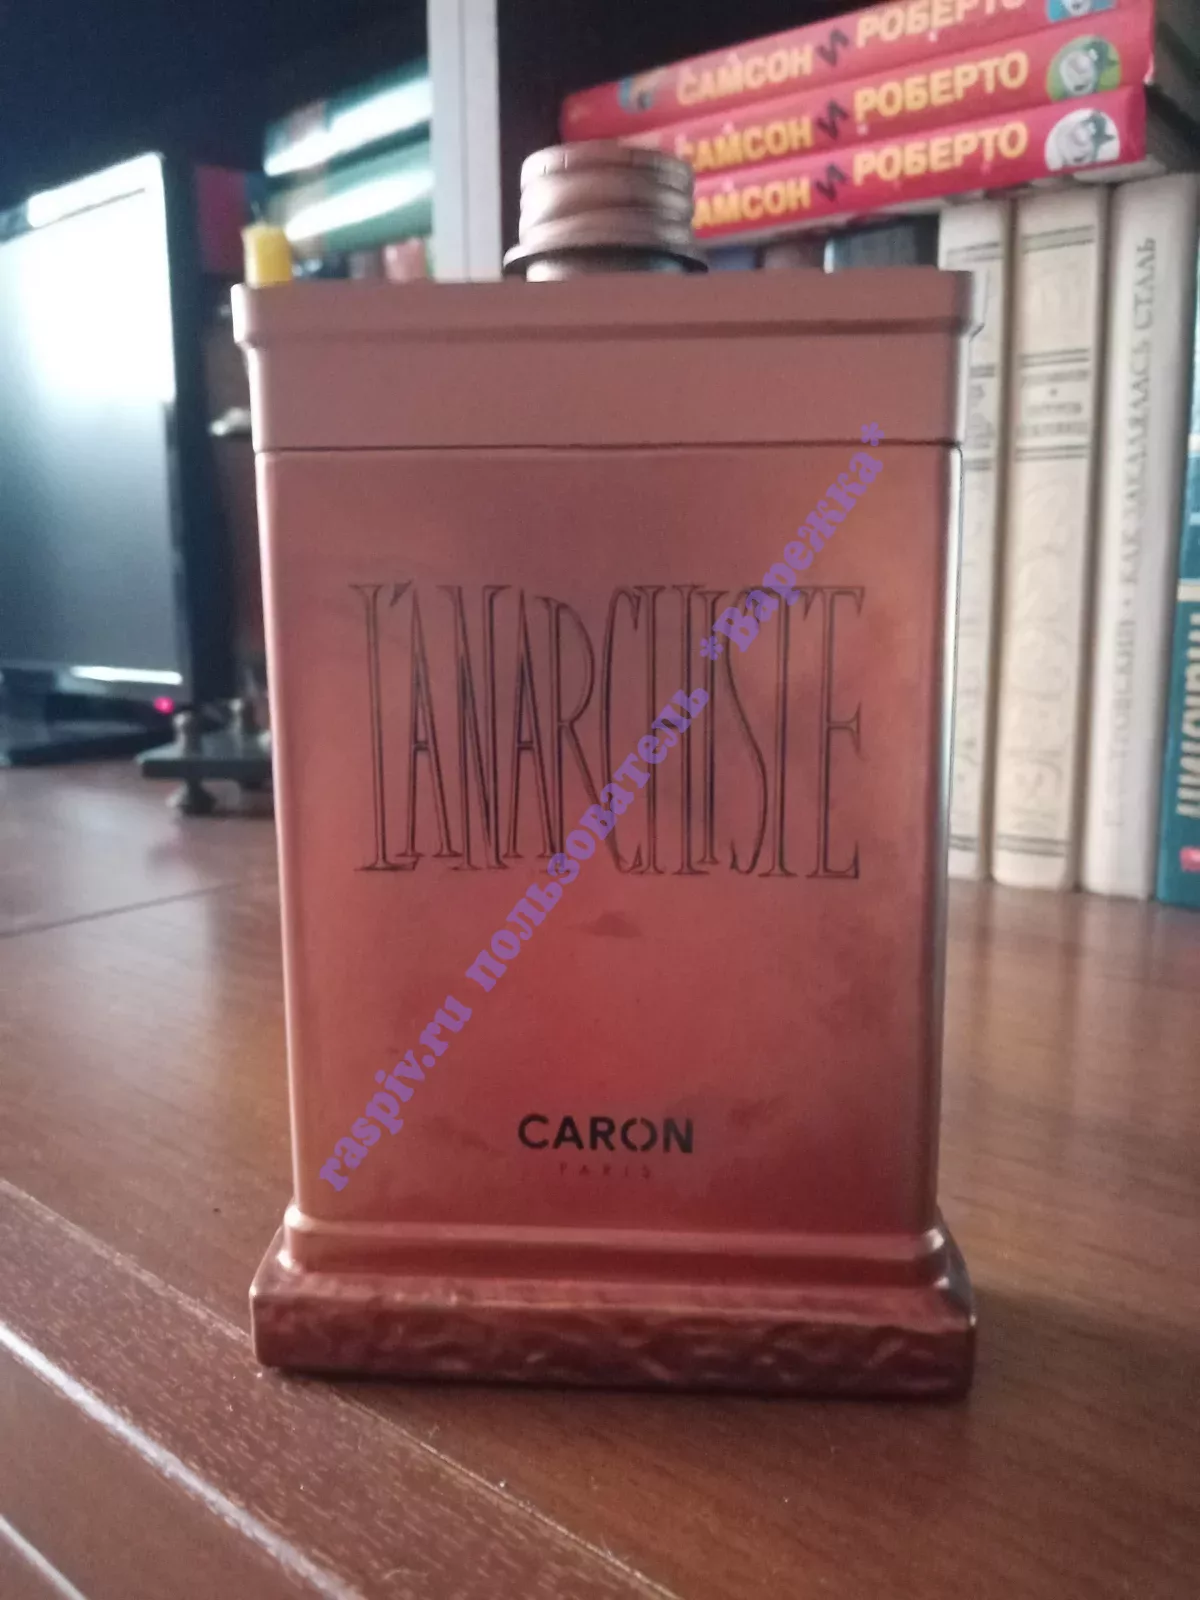 САМСОН И РОБЕРТО
САМСОН И РОБЕРТО
САМСОН И РОБЕРТО
КАК ЗАКАЛЯЛАСЬ СТАЛЬ
L'ANARCHISTE
CARON
PARIS
raspiv.ru пользователь *Варежка*